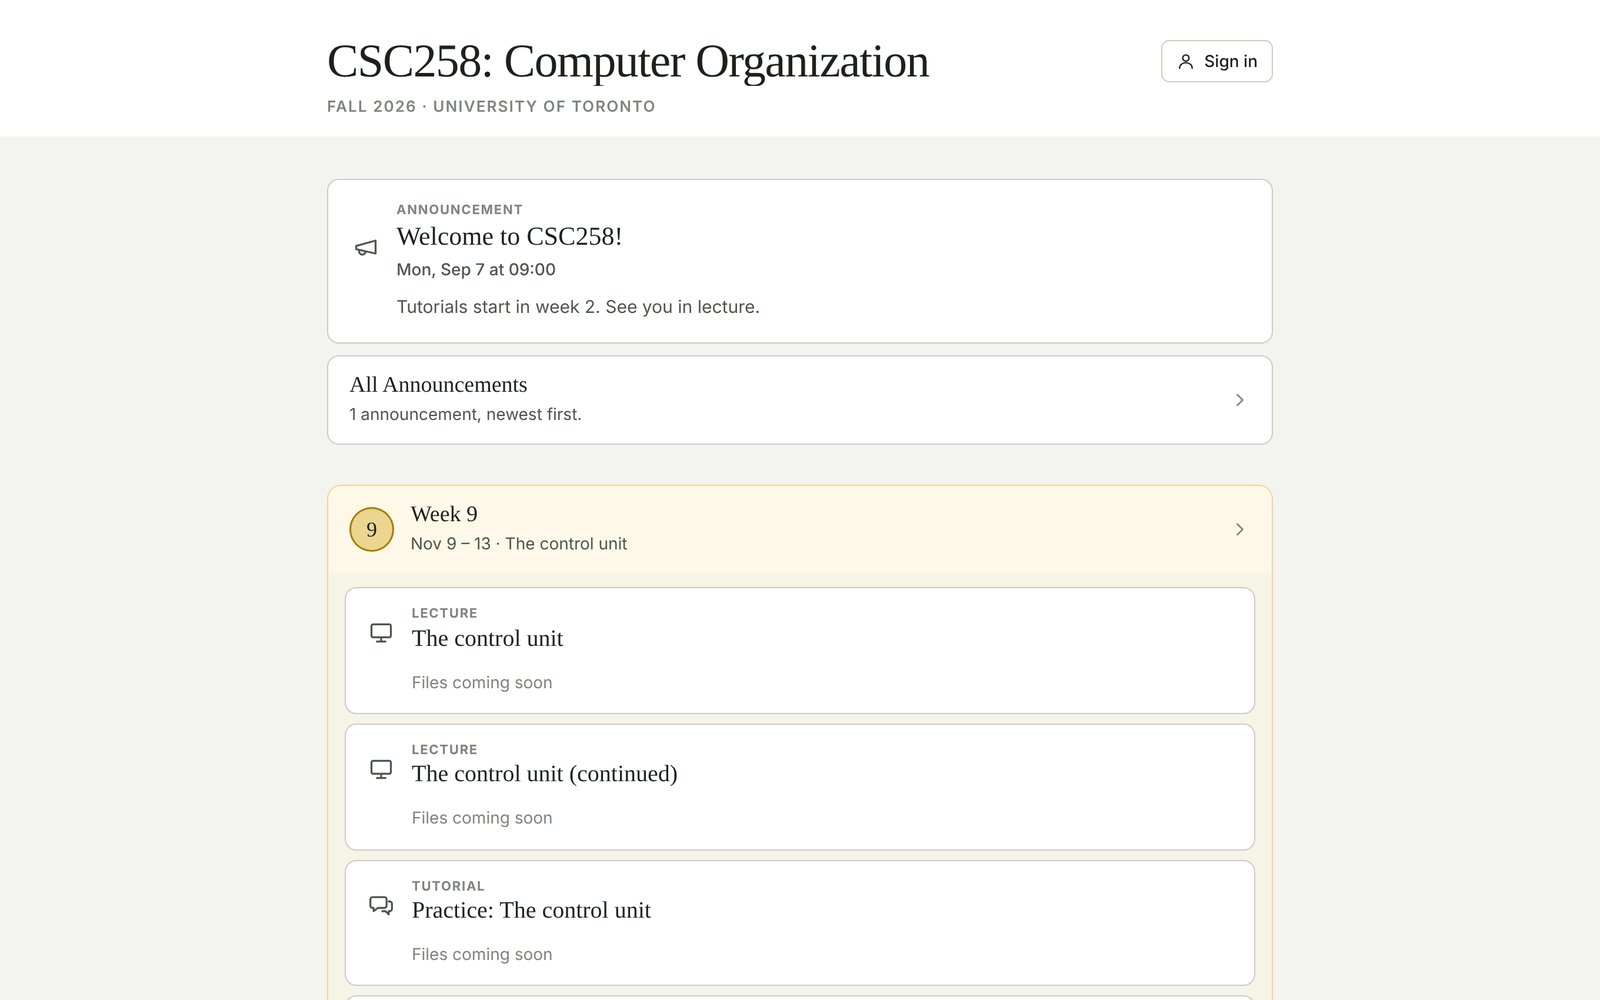 CSC258: Computer Organization
Sign in
FALL 2026 · UNIVERSITY OF TORONTO
ANNOUNCEMENT
Welcome to CSC258!
Mon, Sep 7 at 09:00
Tutorials start in week 2. See you in lecture.
All Announcements
1 announcement, newest first.
9
Week 9
Nov 9 – 13 · The control unit
LECTURE
The control unit
Files coming soon
LECTURE
The control unit (continued)
Files coming soon
TUTORIAL
Practice: The control unit
Files coming soon